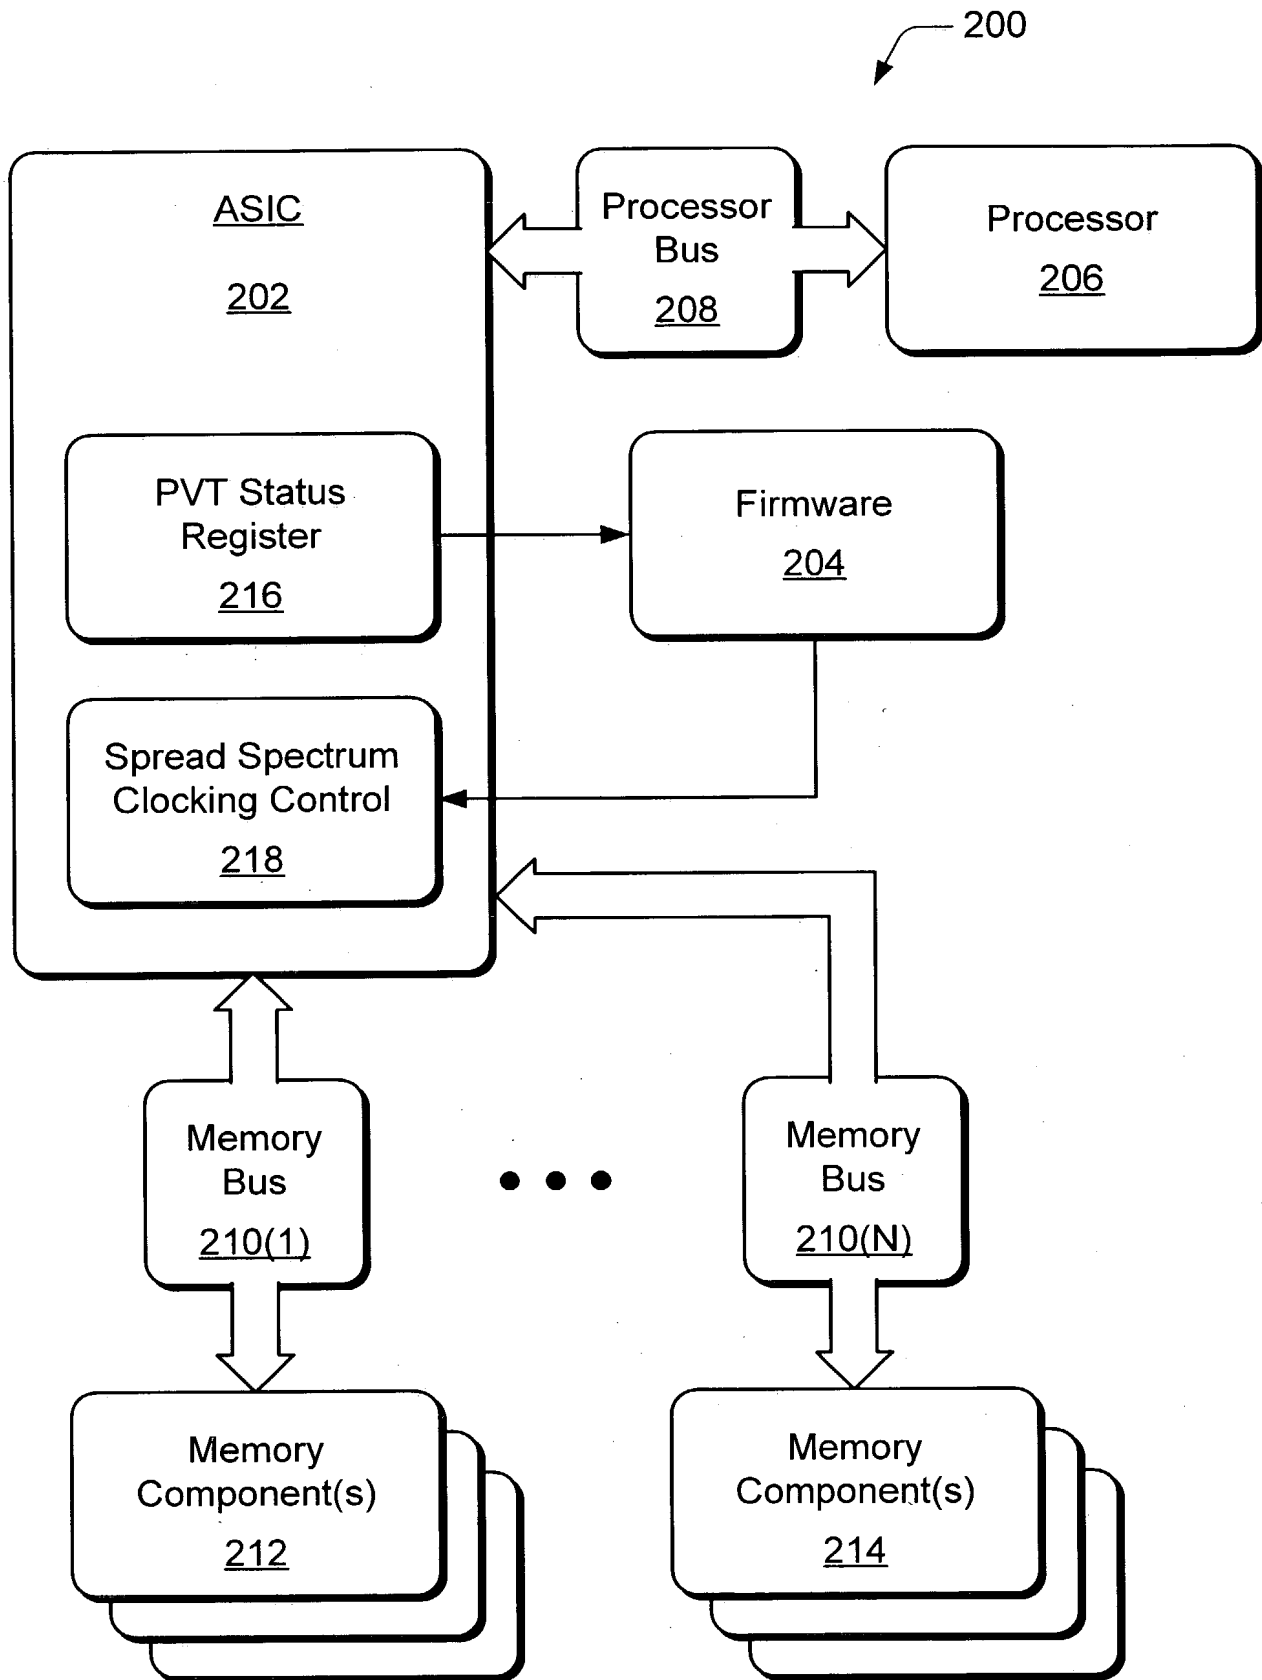 200
ASIC
202
Processor
Bus
208
Processor
206
PVT Status
Register
216
Firmware
204
Spread Spectrum
Clocking Control
218
Memory
Bus
210(1)
Memory
Bus
210(N)
Memory
Component(s)
212
Memory
Component(s)
214